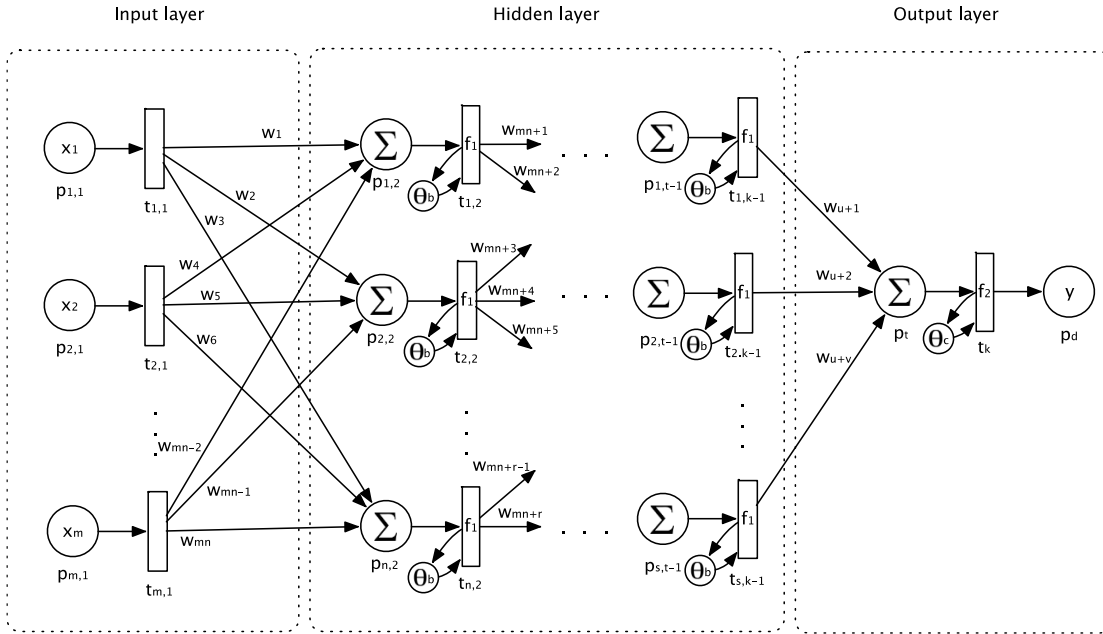 Input layer
Hidden layer
Output layer
x1
p1,1
t1,1
w1
w2
w3
x2
p2,1
t2,1
w4
w5
w6
. . .
xm
pm,1
tm,1
wmn-2
wmn-1
wmn
Σ
p1,2
f1
θb
t1,2
wmn+1
wmn+2
. . .
Σ
p1,t-1
f1
θb
t1,k-1
Σ
p2,2
f1
θb
t2,2
wmn+3
wmn+4
wmn+5
. . .
Σ
p2,t-1
f1
θb
t2.k-1
. . .
. . .
Σ
pn,2
f1
θb
tn,2
wmn+r-1
wmn+r
. . .
Σ
ps,t-1
f1
θb
ts,k-1
wu+1
wu+2
wu+v
Σ
pt
f2
θc
tk
y
pd